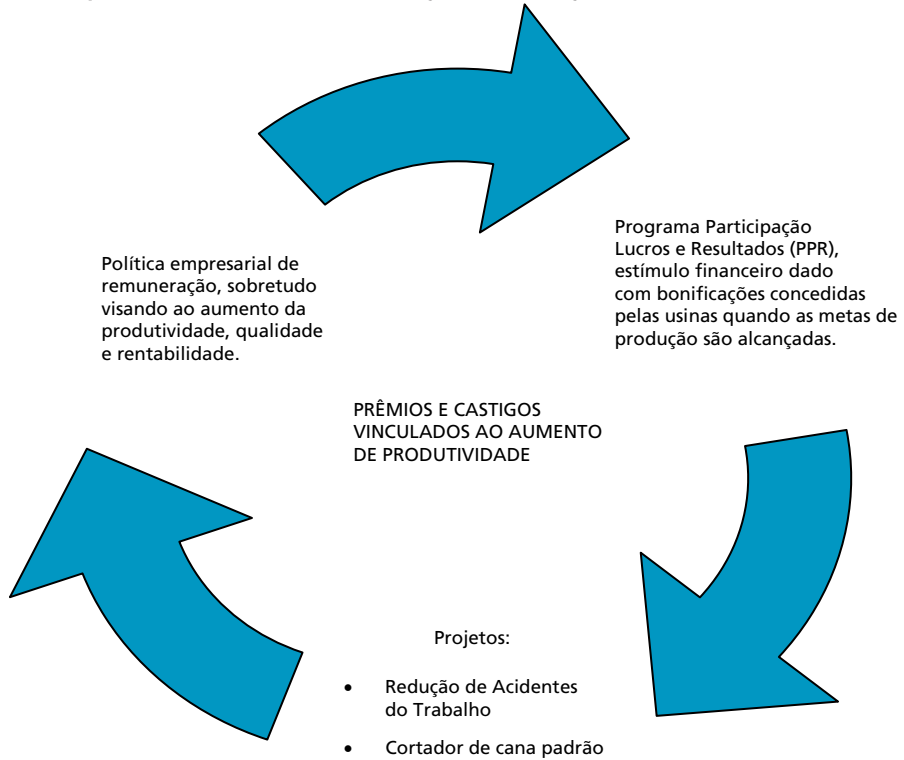 Política empresarial de
remuneração, sobretudo
visando ao aumento da
produtividade, qualidade
e rentabilidade.
Programa Participação
Lucros e Resultados (PPR),
estímulo financeiro dado
com bonificações concedidas
pelas usinas quando as metas de
produção são alcançadas.
PRÊMIOS E CASTIGOS
VINCULADOS AO AUMENTO
DE PRODUTIVIDADE
Projetos:
• Redução de Acidentes
do Trabalho
• Cortador de cana padrão